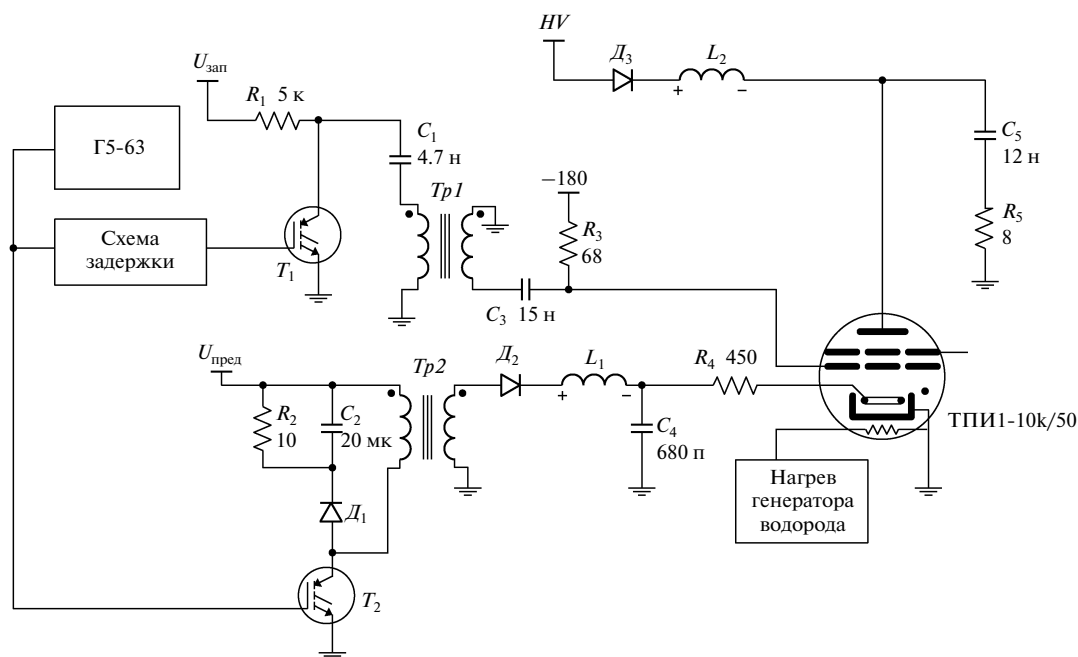 HV
Д₃
L₂
+
−
Uзап
R₁ 5 к
C₁
4.7 н
C₅
12 н
Г5-63
Тр1
−180
R₃
68
R₅
8
Схема
задержки
T₁
C₃ 15 н
Uпред
Тр2
Д₂
L₁
+
−
R₄ 450
R₂
10
C₂
20 мк
C₄
680 п
ТПИ1-10k/50
Нагрев
генератора
водорода
Д₁
T₂